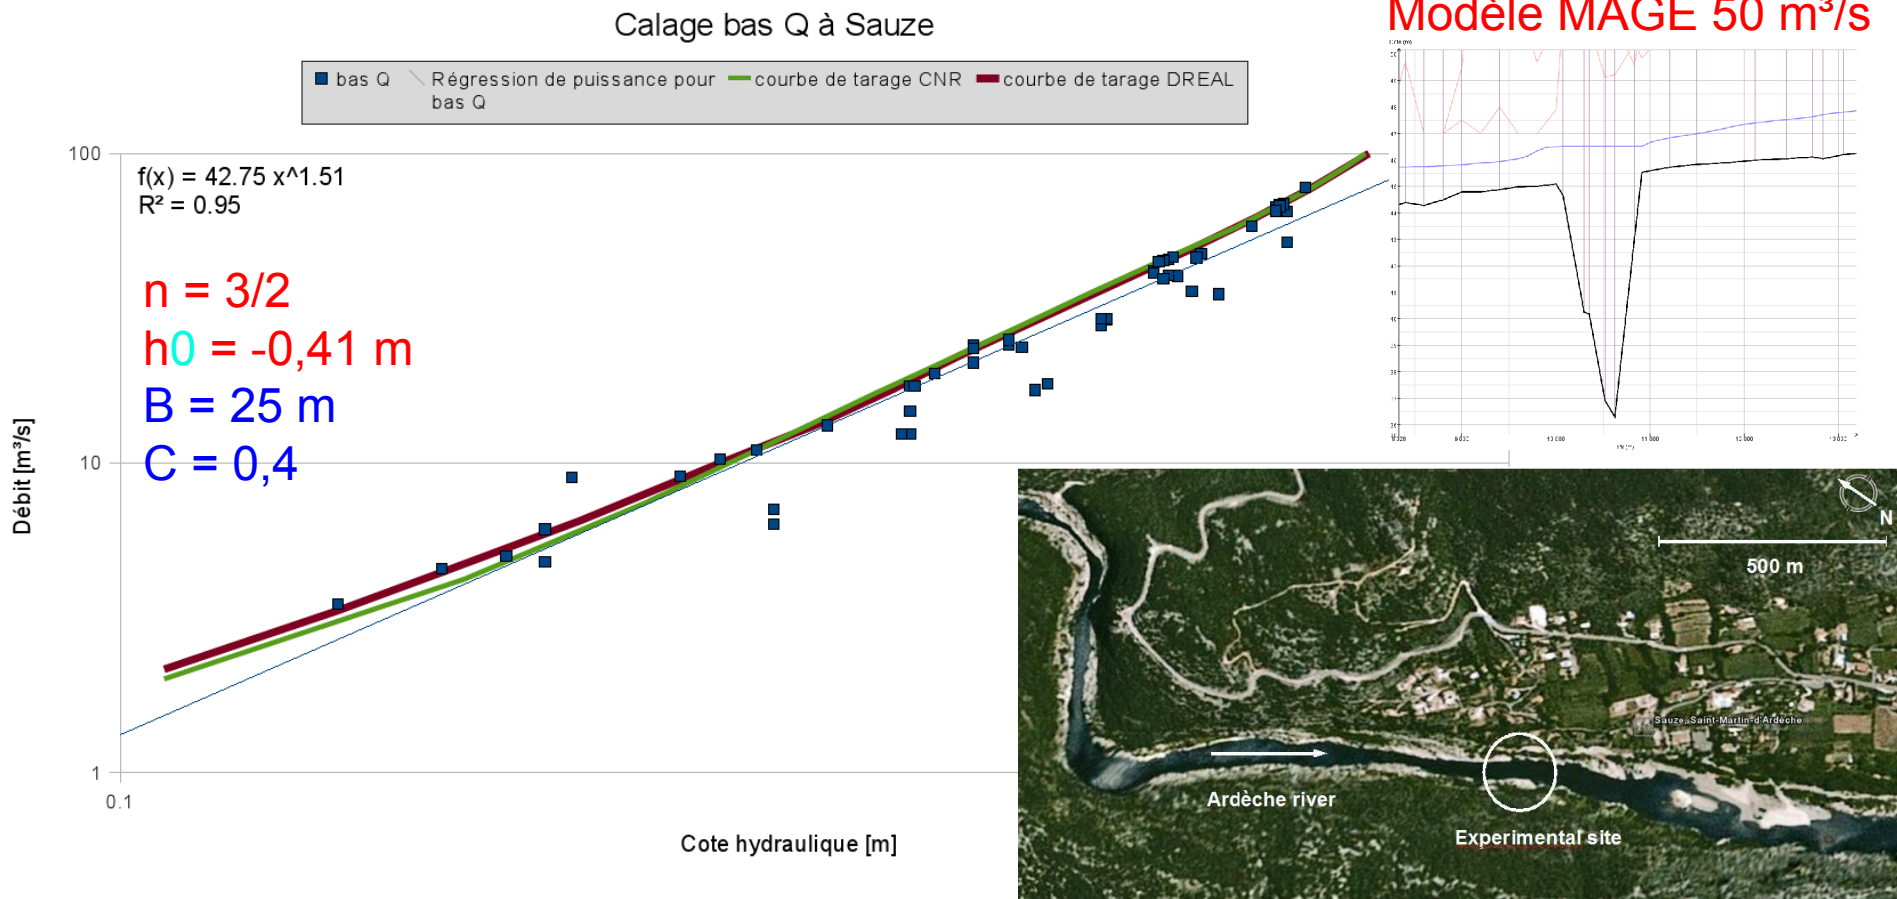 Calage bas Q à Sauze
Modèle MAGE 50 m³/s
bas Q
Régression de puissance pour
bas Q
courbe de tarage CNR
courbe de tarage DREAL
100
f(x) = 42.75 x^1.51
R² = 0.95
n = 3/2
h0 = -0,41 m
B = 25 m
C = 0,4
10
1
0.1
Débit [m³/s]
Cote hydraulique [m]
N
500 m
Sauze, Saint-Martin-d'Ardèche
Ardèche river
Experimental site